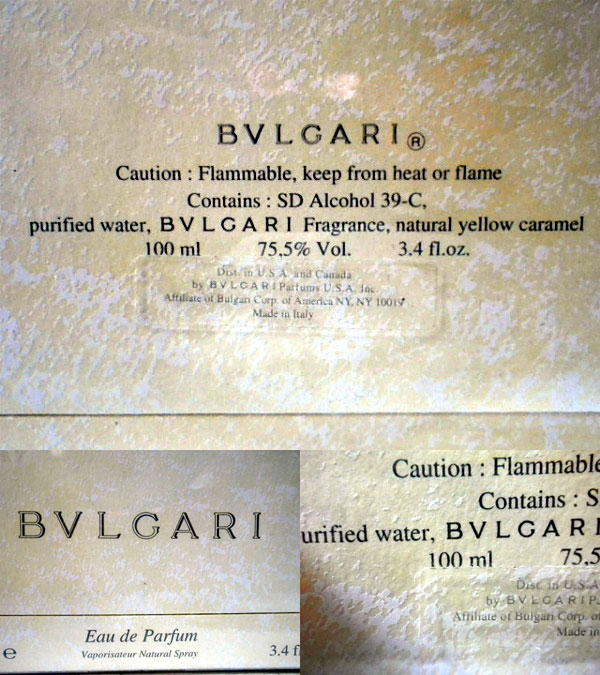 BVLGARI®
Caution : Flammable, keep from heat or flame
Contains : SD Alcohol 39-C,
purified water, BVLGARI Fragrance, natural yellow caramel
100 ml 75,5% Vol. 3.4 fl.oz.
Dist. in U.S.A. and Canada
by BVLGARI Parfums U.S.A. Inc.
Affiliate of Bulgari Corp. of America NY, NY 10019
Made in Italy
BVLGARI
Eau de Parfum
Vaporisateur Natural Spray
e 3.4 f
Caution : Flammable
Contains : S
urified water, BVLGARI
100 ml 75.5
Dist. in U.S.A
by BVLGARI P
Affiliate of Bulgari Corp. o
Made in